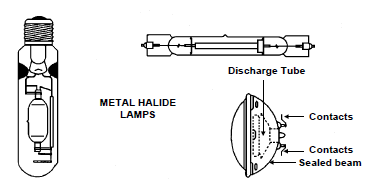 Discharge Tube
METAL HALIDE
LAMPS
Contacts
Contacts
Sealed beam